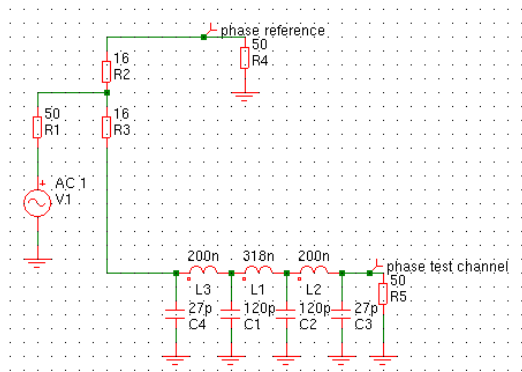 phase reference
50
R4
16
R2
50
R1
16
R3
AC 1
V1
200n
318n
200n
phase test channel
L3
L1
L2
50
R5
27p
C4
120p
C1
120p
C2
27p
C3